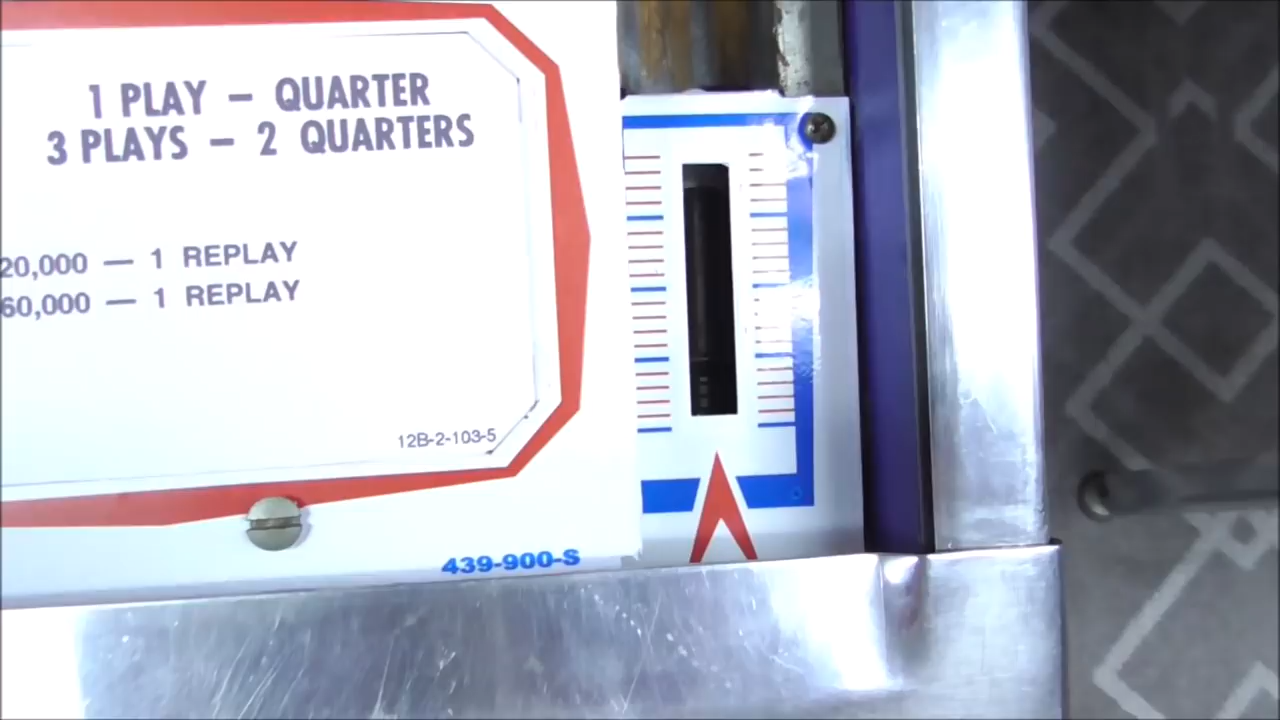 1 PLAY – QUARTER
3 PLAYS – 2 QUARTERS
20,000 — 1 REPLAY
60,000 — 1 REPLAY
12B-2-103-5
439-900-S